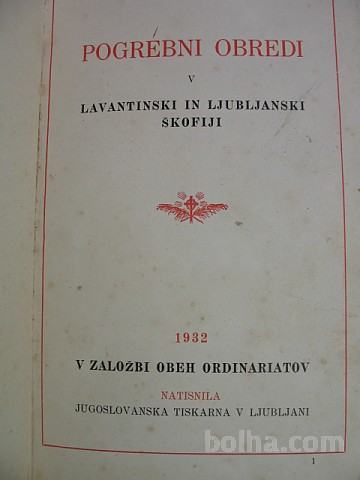 POGREBNI OBREDI
V
LAVANTINSKI IN LJUBLJANSKI
ŠKOFIJI
1932
V ZALOŽBI OBEH ORDINARIATOV
NATISNILA
JUGOSLOVANSKA TISKARNA V LJUBLJANI
bolha.com
1